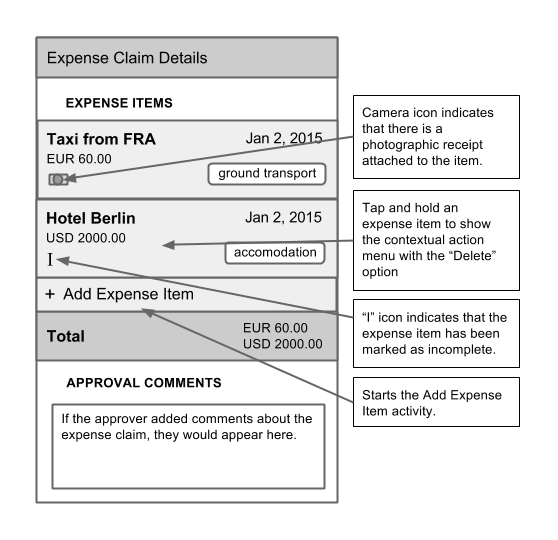 Expense Claim Details
EXPENSE ITEMS
Taxi from FRA
Jan 2, 2015
EUR 60.00
ground transport
Hotel Berlin
Jan 2, 2015
USD 2000.00
accomodation
I
+ Add Expense Item
Total
EUR 60.00
USD 2000.00
APPROVAL COMMENTS
If the approver added comments about the
expense claim, they would appear here.
Camera icon indicates
that there is a
photographic receipt
attached to the item.
Tap and hold an
expense item to show
the contextual action
menu with the “Delete”
option
“I” icon indicates that the
expense item has been
marked as incomplete.
Starts the Add Expense
Item activity.